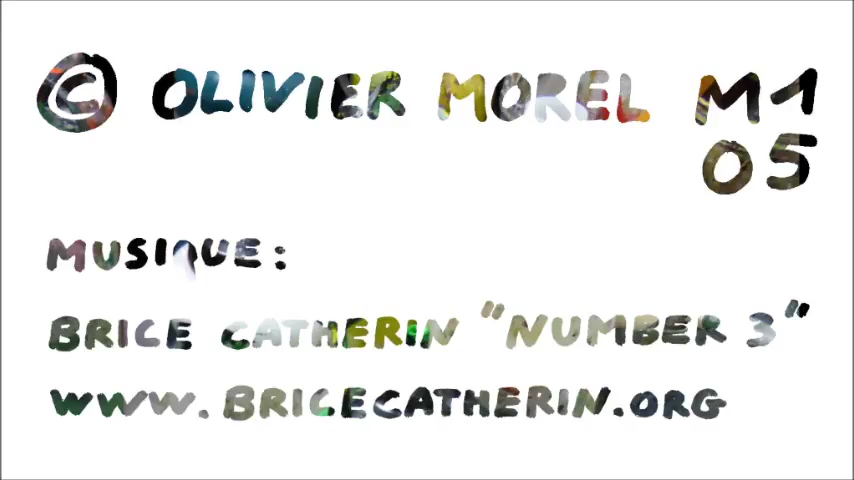 © OLIVIER MOREL M1
05
MUSIQUE:
BRICE CATHERIN "NUMBER 3"
WWW.BRICECATHERIN.ORG